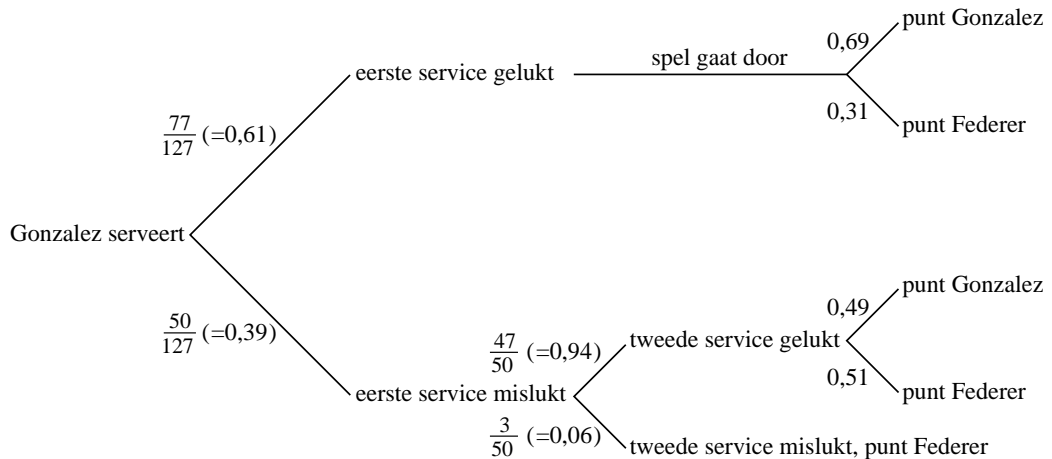 punt Gonzalez
0,69
spel gaat door
eerste service gelukt
0,31
punt Federer
77/127 (=0,61)
Gonzalez serveert
punt Gonzalez
0,49
50/127 (=0,39)
47/50 (=0,94)
tweede service gelukt
0,51
eerste service mislukt
punt Federer
3/50 (=0,06)
tweede service mislukt, punt Federer